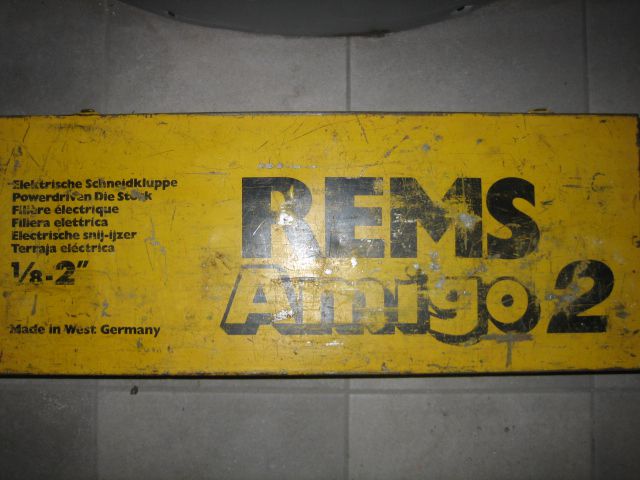 Elektrische Schneidkluppe
Powerdriven Die Stock
Filière électrique
Filiera elettrica
Electrische snij-ijzer
Terraja eléctrica
1/8-2"
Made in West Germany
REMS
Amigo 2